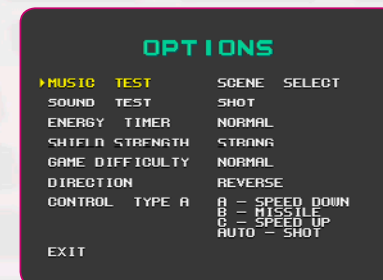 OPTIONS
MUSIC TEST SCENE SELECT
SOUND TEST SHOT
ENERGY TIMER NORMAL
SHIELD STRENGTH STRONG
GAME DIFFICULTY NORMAL
DIRECTION REVERSE
CONTROL TYPE A A – SPEED DOWN
B – MISSILE
C – SPEED UP
AUTO – SHOT
EXIT